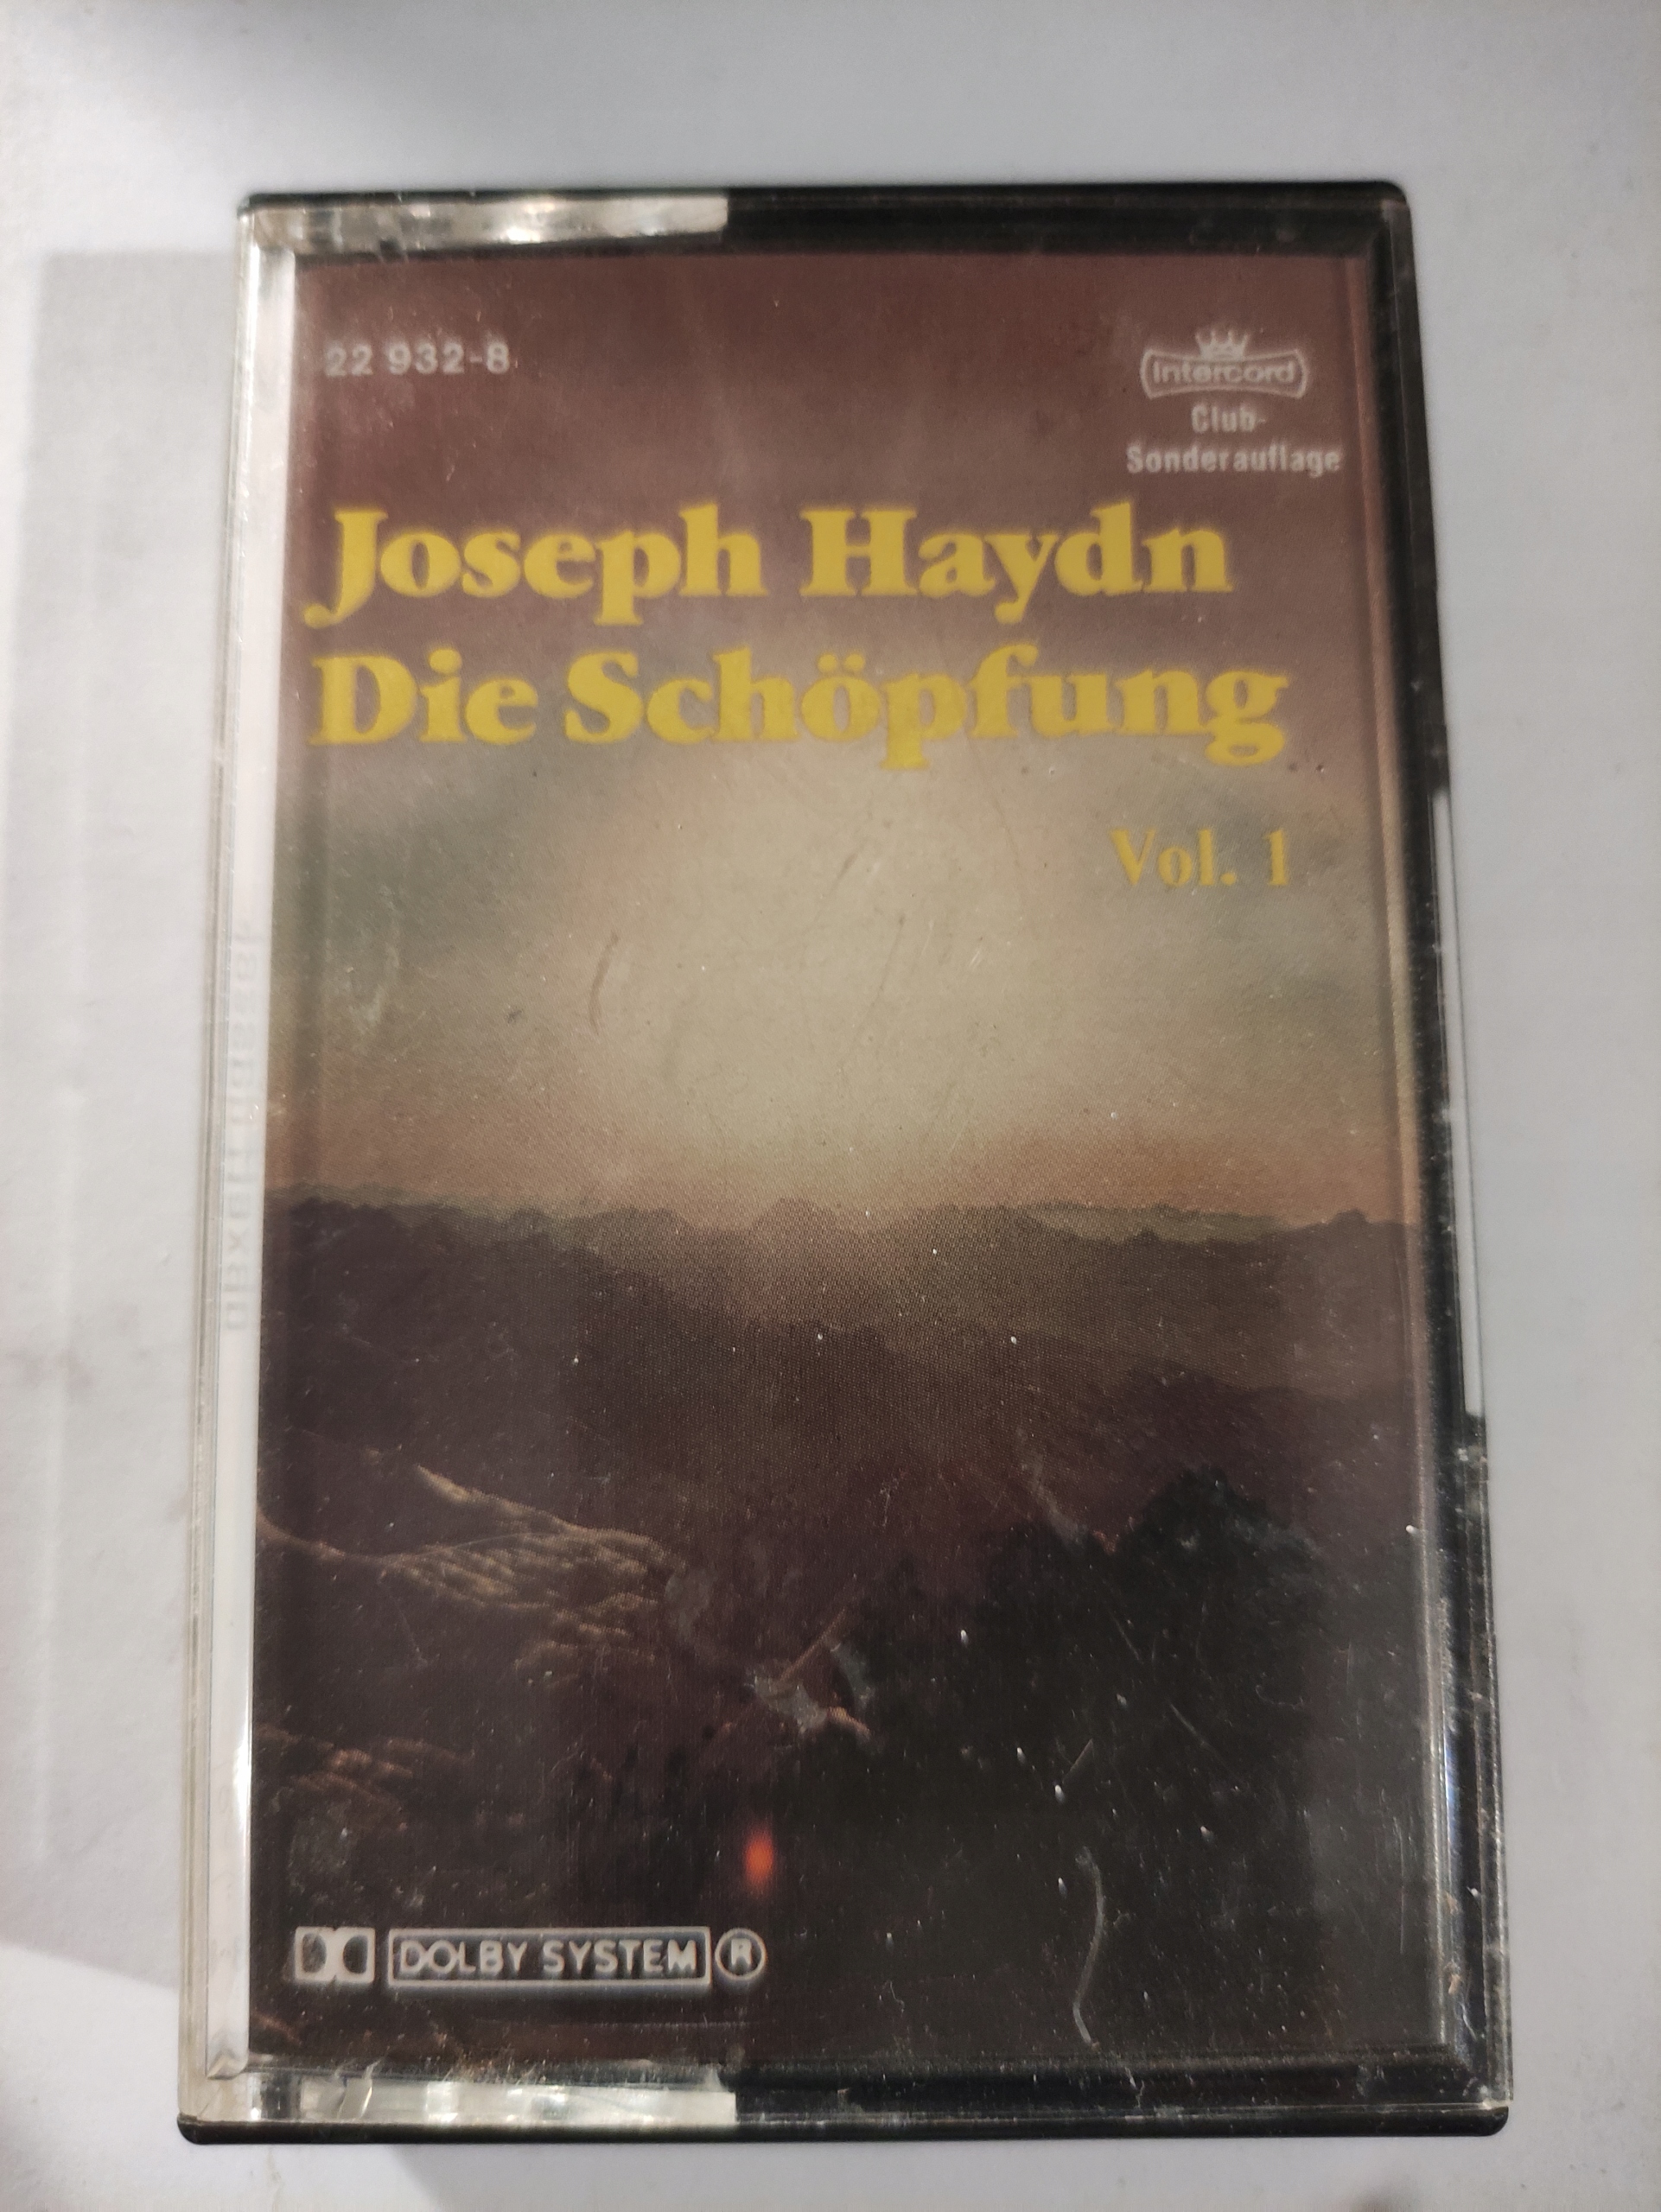 22 932-8
Intercord
Club-
Sonderauflage
Joseph Haydn
Die Schöpfung
Vol. 1
DOLBY SYSTEM ®